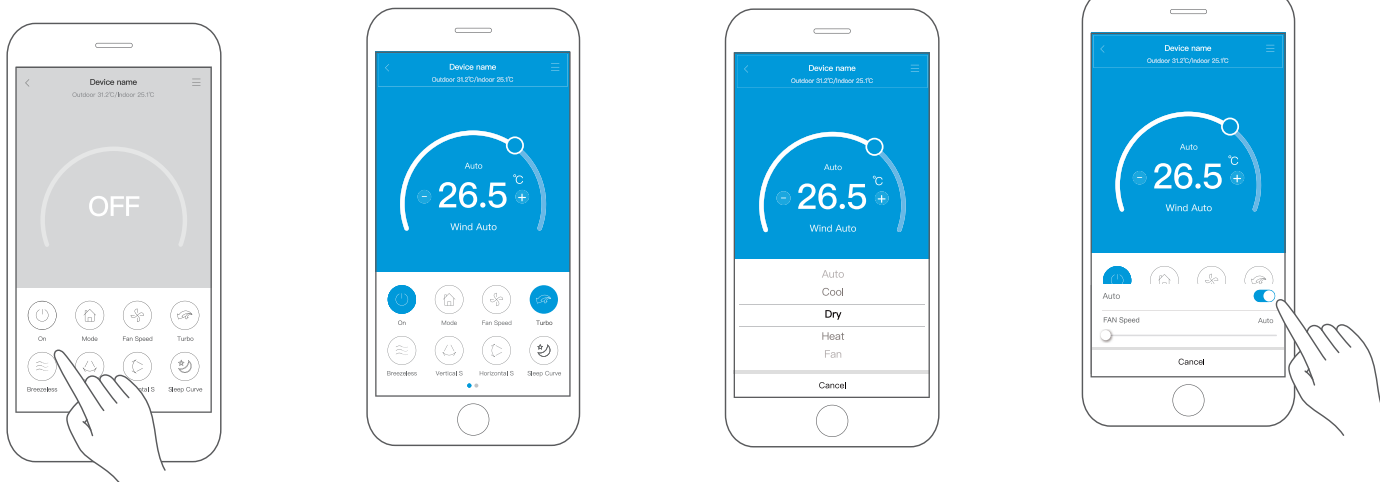 Device name
Outdoor 31.2℃/Indoor 25.1℃
OFF
On Mode Fan Speed Turbo
Breezeless Sleep Curve
Device name
Outdoor 31.2℃/Indoor 25.1℃
Auto
26.5 ℃
Wind Auto
On Mode Fan Speed Turbo
Breezeless Vertical S Horizontal S Sleep Curve
Device name
Outdoor 31.2℃/Indoor 25.1℃
Auto
26.5 ℃
Wind Auto
Auto
Cool
Dry
Heat
Fan
Cancel
Device name
Outdoor 31.2℃/Indoor 25.1℃
Auto
26.5 ℃
Wind Auto
Auto
FAN Speed Auto
Cancel